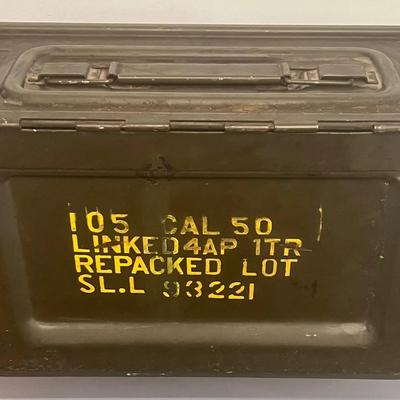 105 CAL 50
LINKED 4AP 1TR
REPACKED LOT
SL.L 93221